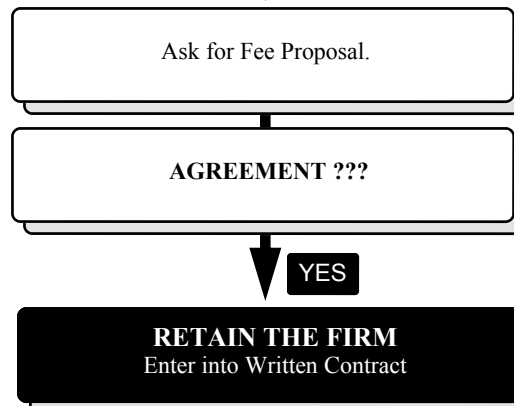 Ask for Fee Proposal.
AGREEMENT ???
YES
RETAIN THE FIRM
Enter into Written Contract